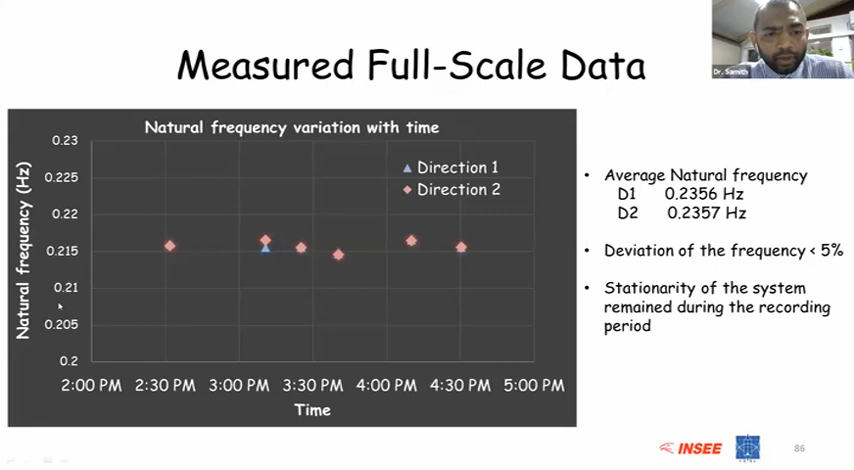 Dr. Samith
Measured Full-Scale Data
Natural frequency variation with time
Direction 1
Direction 2
Natural frequency (Hz)
0.23
0.225
0.22
0.215
0.21
0.205
0.2
2:00 PM 2:30 PM 3:00 PM 3:30 PM 4:00 PM 4:30 PM 5:00 PM
Time
• Average Natural frequency
D1 0.2356 Hz
D2 0.2357 Hz
• Deviation of the frequency < 5%
• Stationarity of the system
remained during the recording
period
INSEE
86